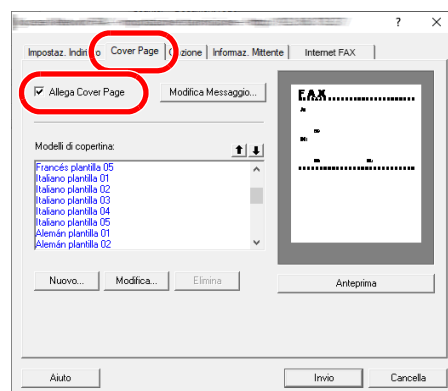 ? ×
Impostaz. Indiri o Cover Page zione Informaz. Mittente Internet FAX
Allega Cover Page Modifica Messaggio...
FAX
Modelli di copertina:
Francés plantilla 05
Italiano plantilla 01
Italiano plantilla 02
Italiano plantilla 03
Italiano plantilla 04
Italiano plantilla 05
Alemán plantilla 01
Alemán plantilla 02
Nuovo... Modifica... Elimina Anteprima
Aiuto Invio Cancella